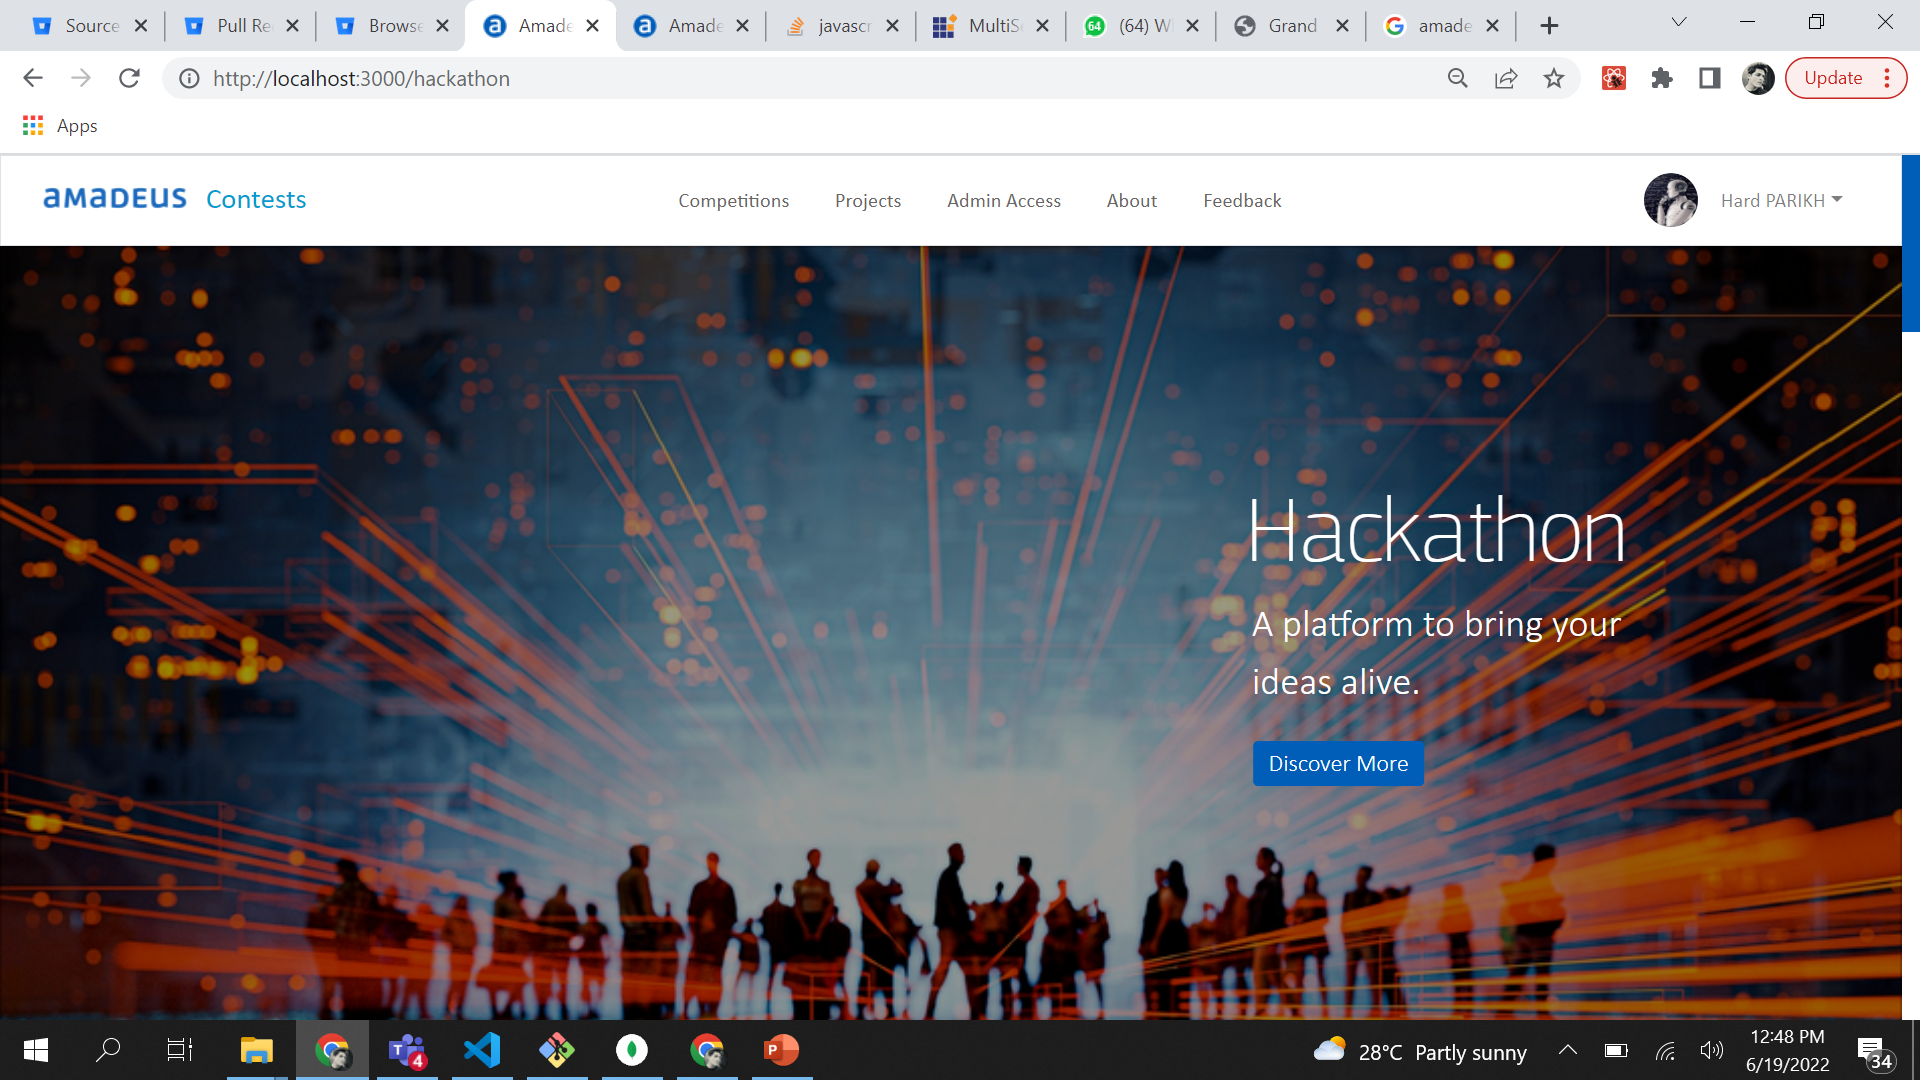 Source
Pull Re
Browse
Amade
Amade
javascr
MultiSe
(64) W
Grand
amade
http://localhost:3000/hackathon
Update
Apps
amadeus Contests
Competitions
Projects
Admin Access
About
Feedback
Hard PARIKH
Hackathon
A platform to bring your
ideas alive.
Discover More
4
28°C Partly sunny
12:48 PM
6/19/2022
34